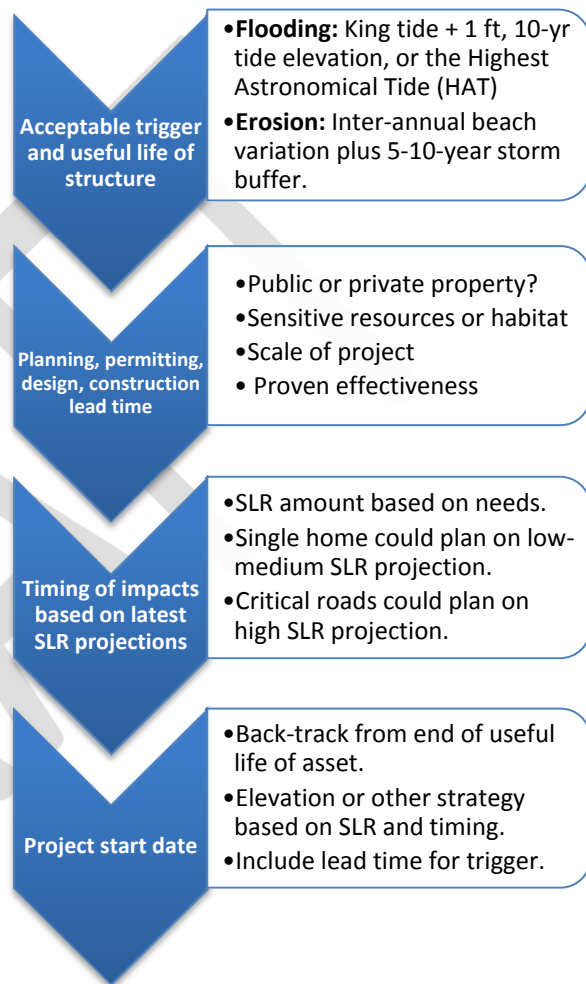 Acceptable trigger
and useful life of
structure
•Flooding: King tide + 1 ft, 10-yr
tide elevation, or the Highest
Astronomical Tide (HAT)
•Erosion: Inter-annual beach
variation plus 5-10-year storm
buffer.
Planning, permitting,
design, construction
lead time
•Public or private property?
•Sensitive resources or habitat
•Scale of project
• Proven effectiveness
Timing of impacts
based on latest
SLR projections
•SLR amount based on needs.
•Single home could plan on low-
medium SLR projection.
•Critical roads could plan on
high SLR projection.
Project start date
•Back-track from end of useful
life of asset.
•Elevation or other strategy
based on SLR and timing.
•Include lead time for trigger.